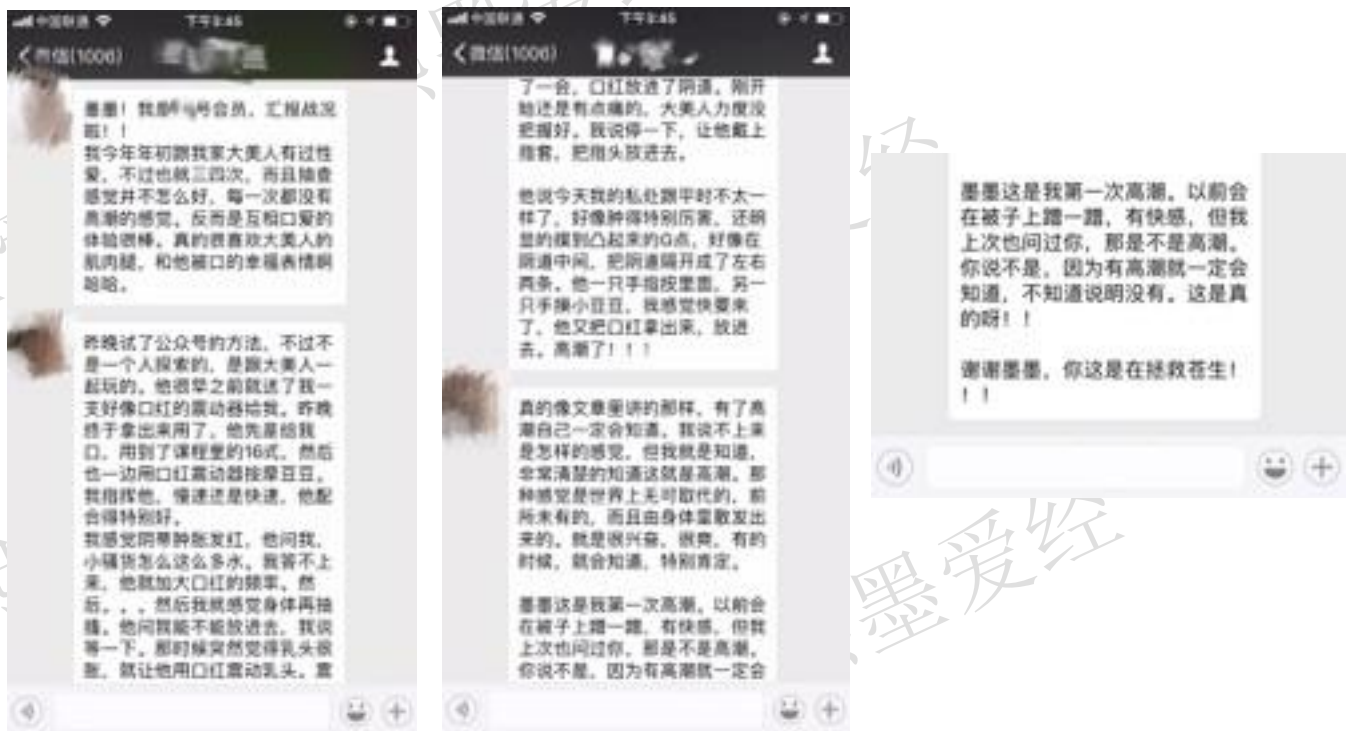 中国联通 下午8:45
微信(1006)
墨墨！我是 号会员，汇报战况
啦！！
我今年年初跟我家大美人有过性
爱，不过也就三四次，而且抽查
感觉并不怎么好，每一次都没有
高潮的感觉，反而是互相口爱的
体验很棒。真的很喜欢大美人的
肌肉腿，和他被口的幸福表情啊
哈哈。
昨晚试了公众号的方法，不过不
是一个人探索的，是跟大美人一
起玩的。他很早之前就送了我一
支好像口红的震动器给我。昨晚
终于拿出来用了，他先是给我
口，用到了课程里的16式，然后
也一边用口红震动器按摩豆豆，
我指挥他，慢速还是快速，他配
合得特别好。
我感觉阴蒂肿胀发红，他问我，
小骚货怎么这么多水。我答不上
来，他就加大口红的频率。然
后。。。然后我就感觉身体再抽
搐。他问我能不能放进去，我说
等一下。那时候突然觉得乳头很
胀，就让他用口红震动乳头。震
中国联通 下午8:45
微信(1006)
了一会，口红放进了阴道。刚开
始还是有点痛的。大美人力度没
把握好。我说停一下，让他戴上
指套，把指头放进去。
他说今天我的私处跟平时不太一
样了，好像肿得特别厉害，还明
显的摸到凸起来的G点，好像在
阴道中间，把阴道隔开成了左右
两条。他一只手指按里面，另一
只手摸小豆豆，我感觉快要来
了，他又把口红拿出来，放进
去。高潮了！！！
真的像文章里讲的那样，有了高
潮自己一定会知道，我说不上来
是怎样的感觉，但我就是知道，
非常清楚的知道这就是高潮。那
种感觉是世界上无可取代的，前
所未有的，而且由身体里散发出
来的。就是很兴奋，很爽，有的
时候，就会知道，特别肯定。
墨墨这是我第一次高潮。以前会
在被子上蹭一蹭，有快感，但我
上次也问过你，那是不是高潮，
你说不是，因为有高潮就一定会
墨墨这是我第一次高潮。以前会
在被子上蹭一蹭，有快感，但我
上次也问过你，那是不是高潮，
你说不是，因为有高潮就一定会
知道，不知道说明没有。这是真
的呀！！
谢谢墨墨，你这是在拯救苍生！
！！
墨爱经